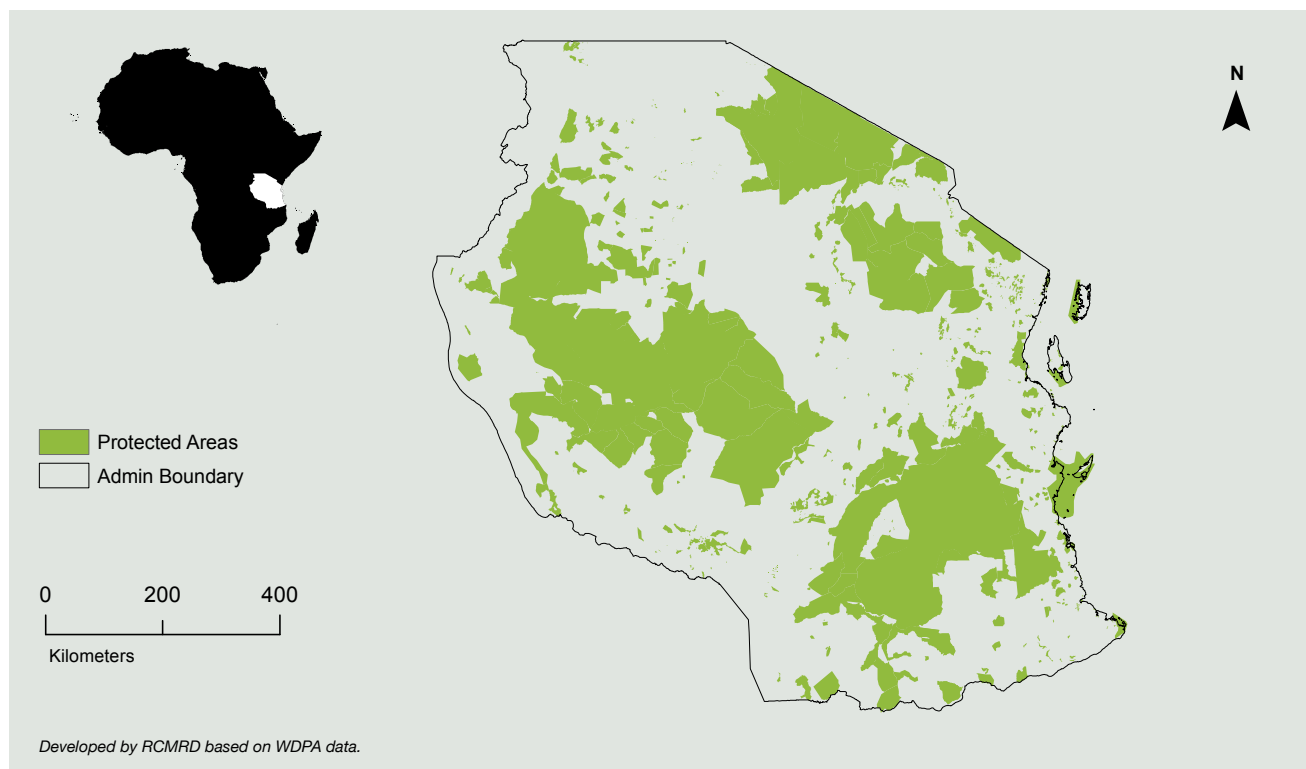 N
Protected Areas
Admin Boundary
0 200 400
Kilometers
Developed by RCMRD based on WDPA data.